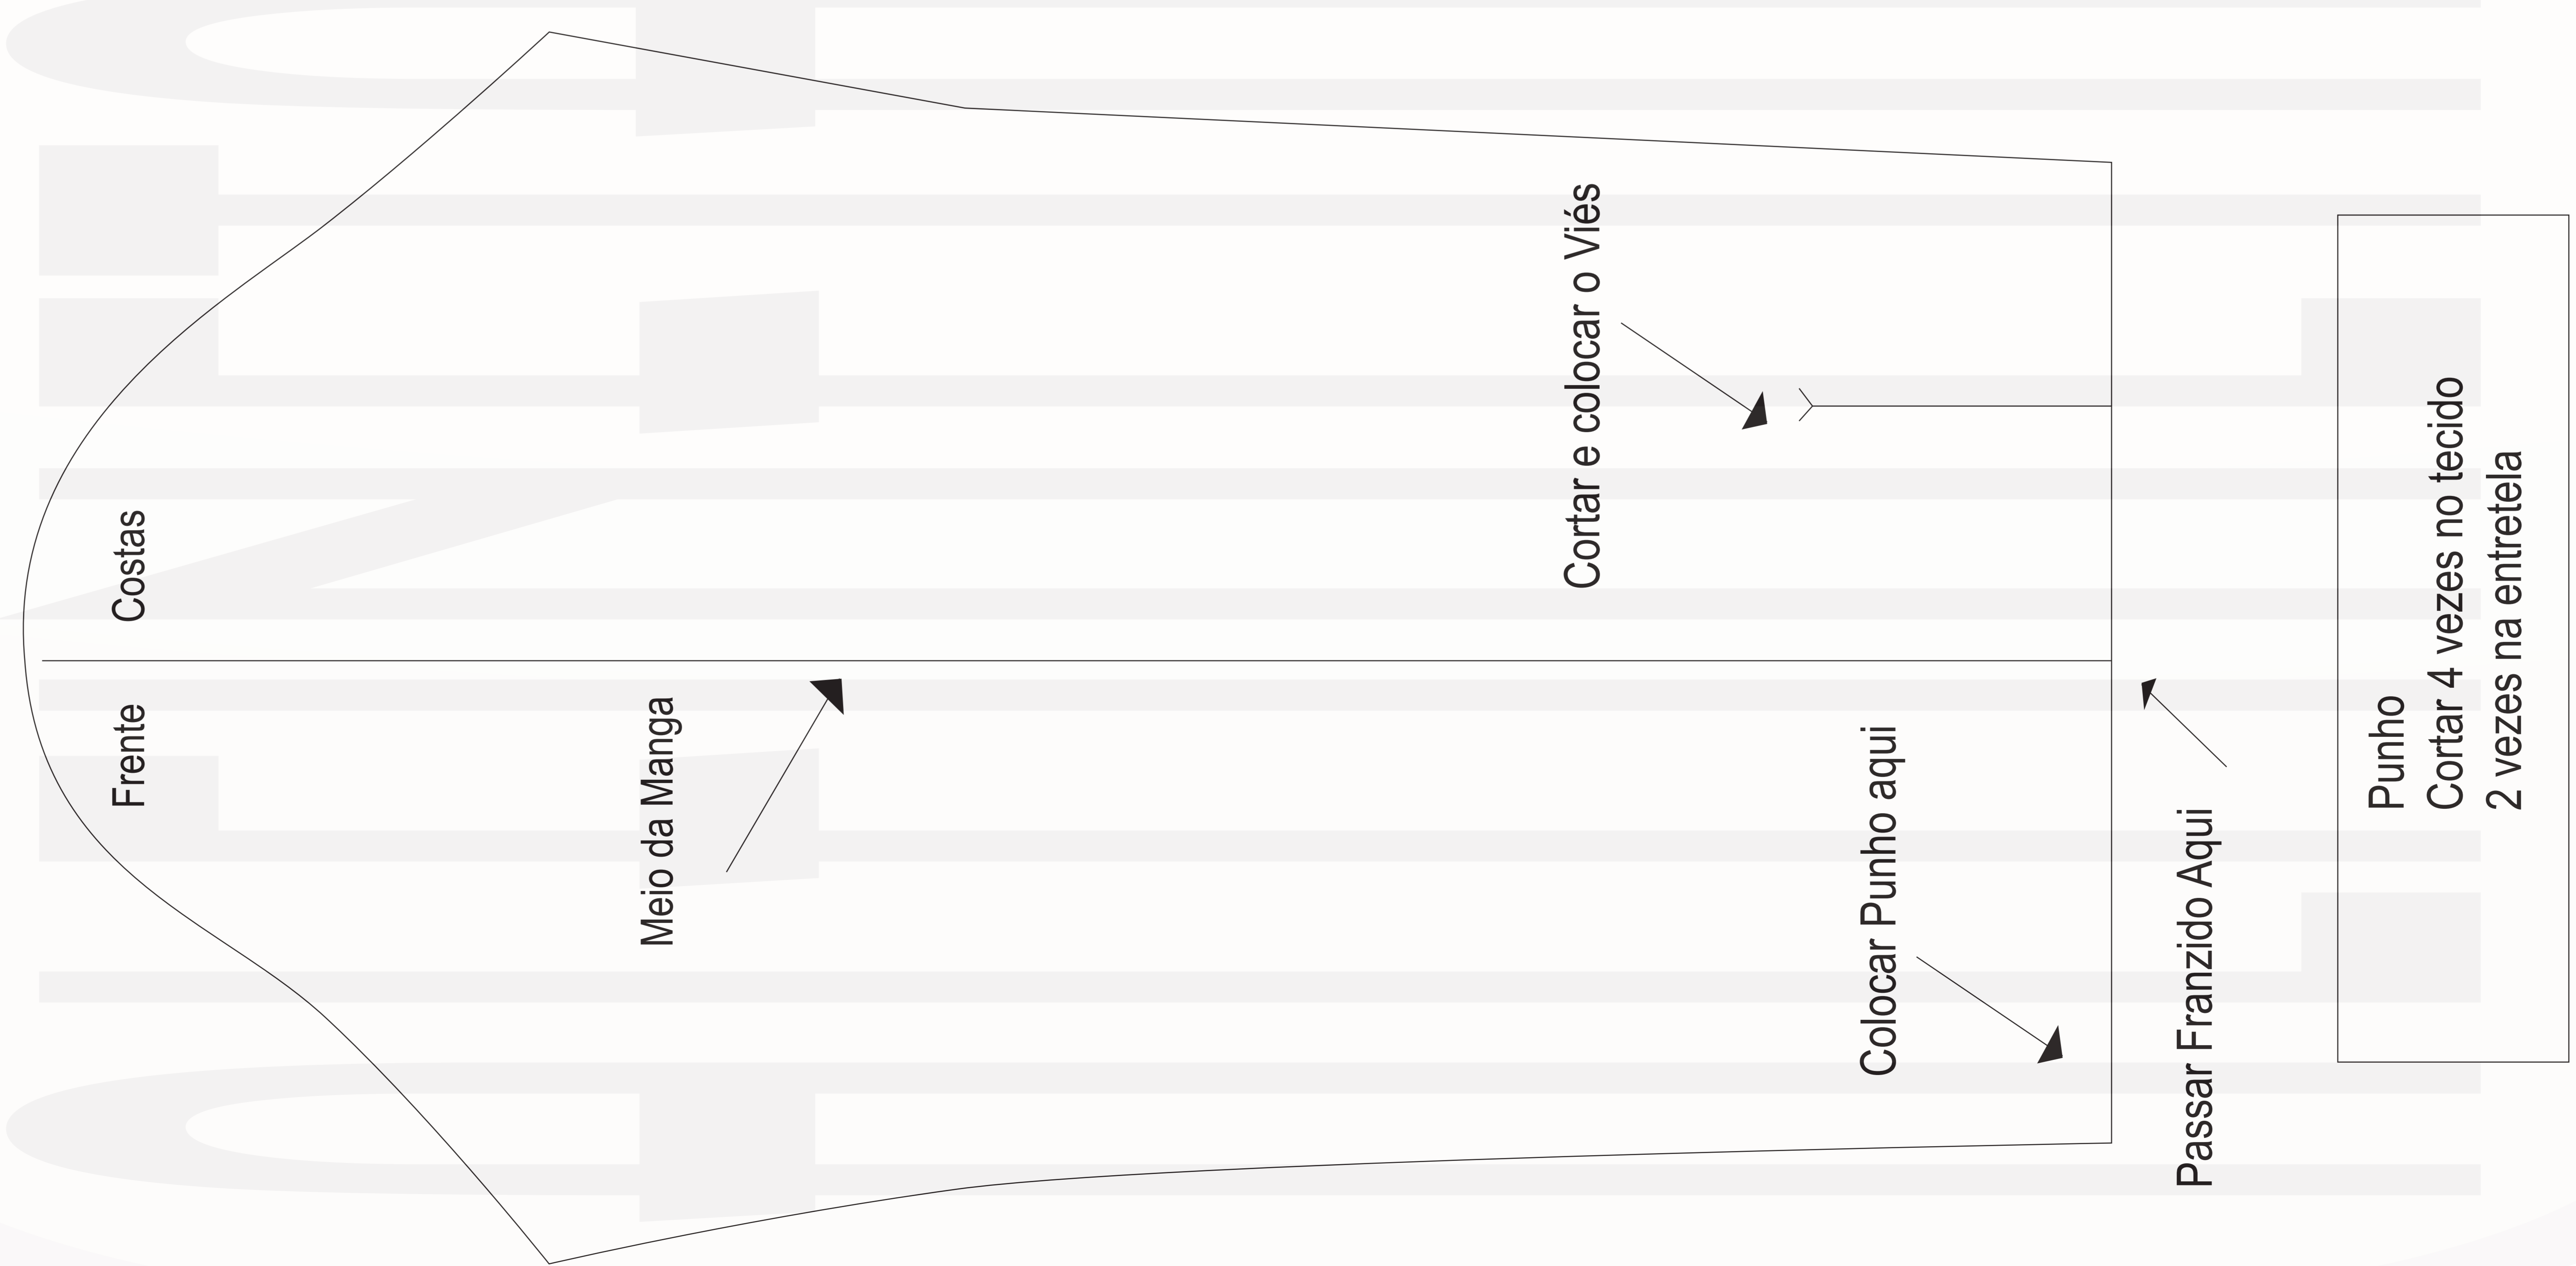 Frente
Costas
Meio da Manga
Cortar e colocar o Viés
Colocar Punho aqui
Passar Franzido Aqui
Punho
Cortar 4 vezes no tecido
2 vezes na entretela